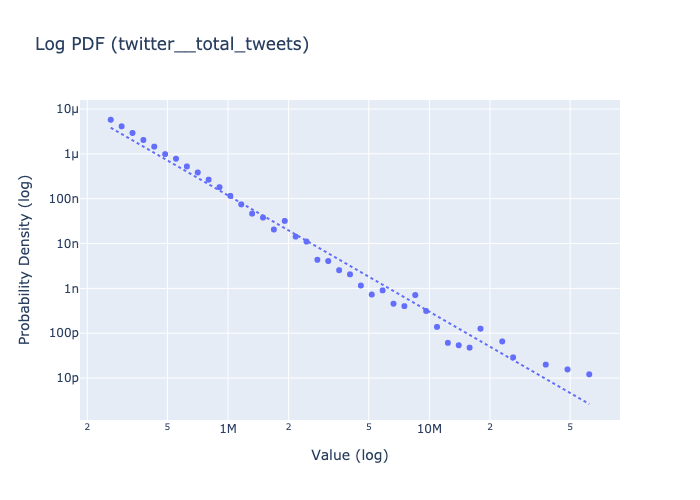 Log PDF (twitter__total_tweets)
10μ
1μ
100n
10n
1n
100p
10p
Probability Density (log)
2 5 1M 2 5 10M 2 5
Value (log)